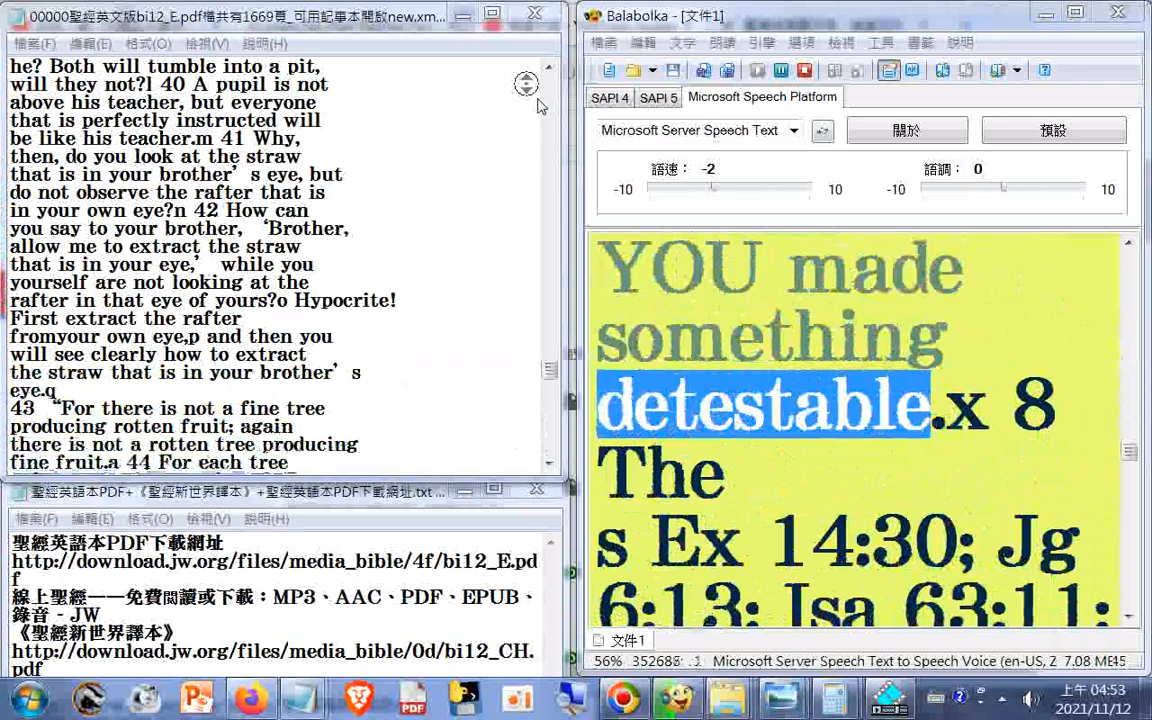 00000聖經英文版bi12_E.pdf檔共有1669頁_可用記事本開啟new.xm...
檔案(F) 編輯(E) 格式(O) 檢視(V) 說明(H)
he? Both will tumble into a pit,
will they not?l 40 A pupil is not
above his teacher, but everyone
that is perfectly instructed will
be like his teacher.m 41 Why,
then, do you look at the straw
that is in your brother’s eye, but
do not observe the rafter that is
in your own eye?n 42 How can
you say to your brother, ‘Brother,
allow me to extract the straw
that is in your eye,’ while you
yourself are not looking at the
rafter in that eye of yours?o Hypocrite!
First extract the rafter
fromyour own eye,p and then you
will see clearly how to extract
the straw that is in your brother’s
eye.q
43 “For there is not a fine tree
producing rotten fruit; again
there is not a rotten tree producing
fine fruit.a 44 For each tree
聖經英語本PDF+《聖經新世界譯本》+聖經英語本PDF下載網址.txt ...
檔案(F) 編輯(E) 格式(O) 檢視(V) 說明(H)
聖經英語本PDF下載網址
http://download.jw.org/files/media_bible/4f/bi12_E.pd
f
線上聖經──免費閱讀或下載：MP3、AAC、PDF、EPUB、
錄音 - JW
《聖經新世界譯本》
http://download.jw.org/files/media_bible/0d/bi12_CH.
pdf
Balabolka - [文件1]
檔案 編輯 文字 朗讀 引擎 選項 檢視 工具 書籤 說明
SAPI 4 SAPI 5 Microsoft Speech Platform
Microsoft Server Speech Text 關於 預設
語速： -2 語調： 0
-10 10 -10 10
YOU made
something
detestable.x 8
The
s Ex 14:30; Jg
6:13; Isa 63:11;
文件1
56% Microsoft Server Speech Text to Speech Voice (en-US, Z 7.08 ME
上午 04:53
2021/11/12